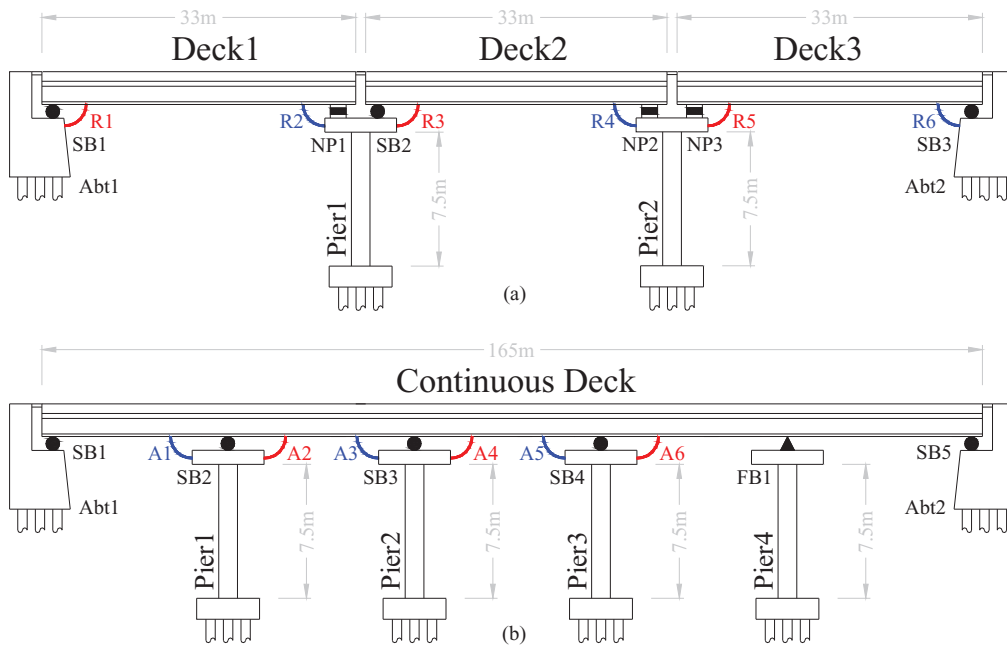 33m 33m 33m
Deck1 Deck2 Deck3
R1 R2 R3 R4 R5 R6
SB1 NP1 SB2 NP2 NP3 SB3
Abt1 Abt2
Pier1 Pier2
7.5m 7.5m
(a)
165m
Continuous Deck
SB1 A1 A2 A3 A4 A5 A6 SB5
SB2 SB3 SB4 FB1
Abt1 Abt2
Pier1 Pier2 Pier3 Pier4
7.5m 7.5m 7.5m 7.5m
(b)